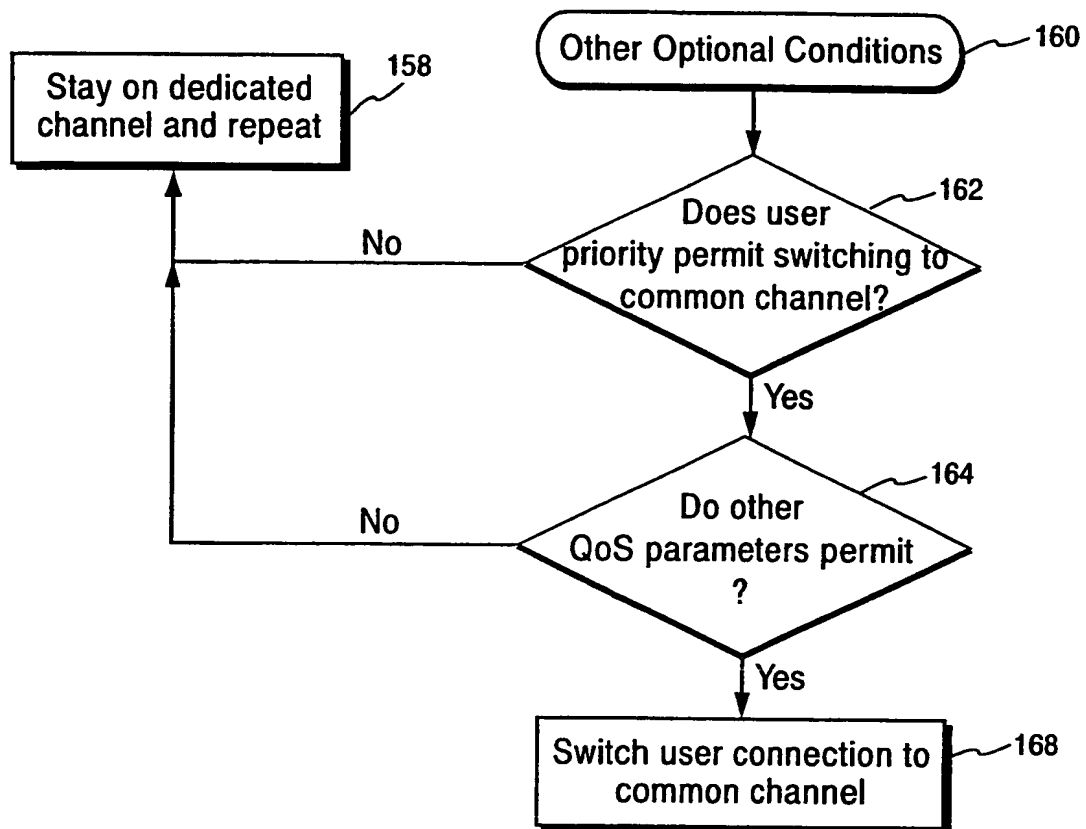 Other Optional Conditions
160
Stay on dedicated
channel and repeat
158
Does user
priority permit switching to
common channel?
162
No
Yes
Do other
QoS parameters permit
?
164
No
Yes
Switch user connection to
common channel
168